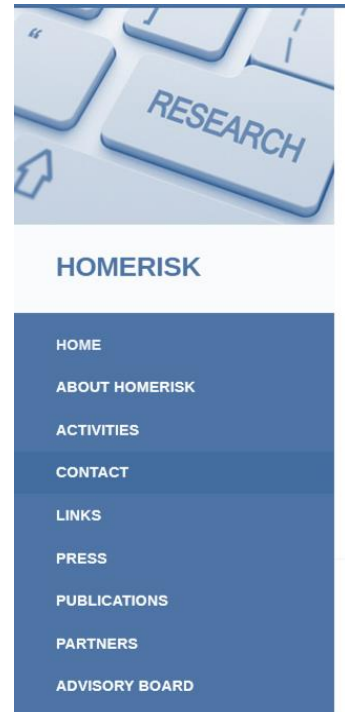 RESEARCH
HOMERISK
HOME
ABOUT HOMERISK
ACTIVITIES
CONTACT
LINKS
PRESS
PUBLICATIONS
PARTNERS
ADVISORY BOARD